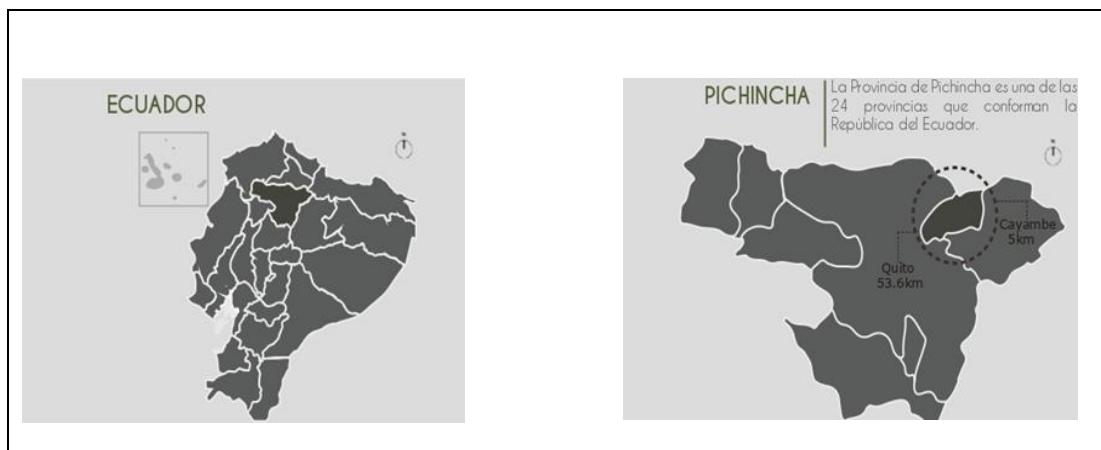 ECUADOR
PICHINCHA
La Provincia de Pichincha es una de las
24 provincias que conforman la
República del Ecuador.
Cayambe
5km
Quito
53.6km